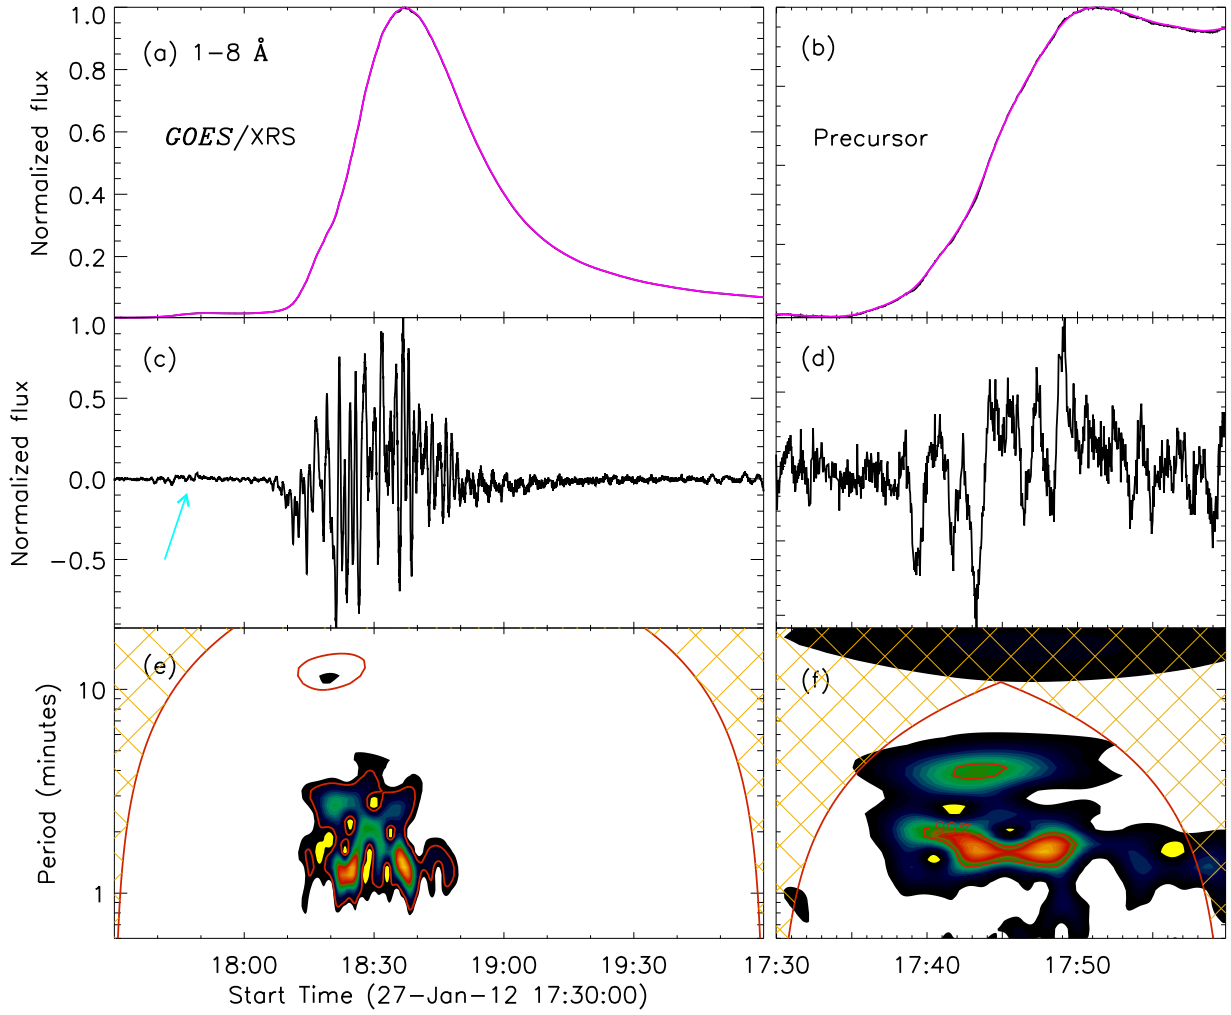 1.0
(a) 1−8 Å
(b)
0.8
GOES/XRS
Precursor
0.6
Normalized flux
0.4
0.2
1.0
(c)
(d)
0.5
Normalized flux
0.0
−0.5
(e)
(f)
10
Period (minutes)
1
18:00 18:30 19:00 19:30 17:30 17:40 17:50
Start Time (27−Jan−12 17:30:00)